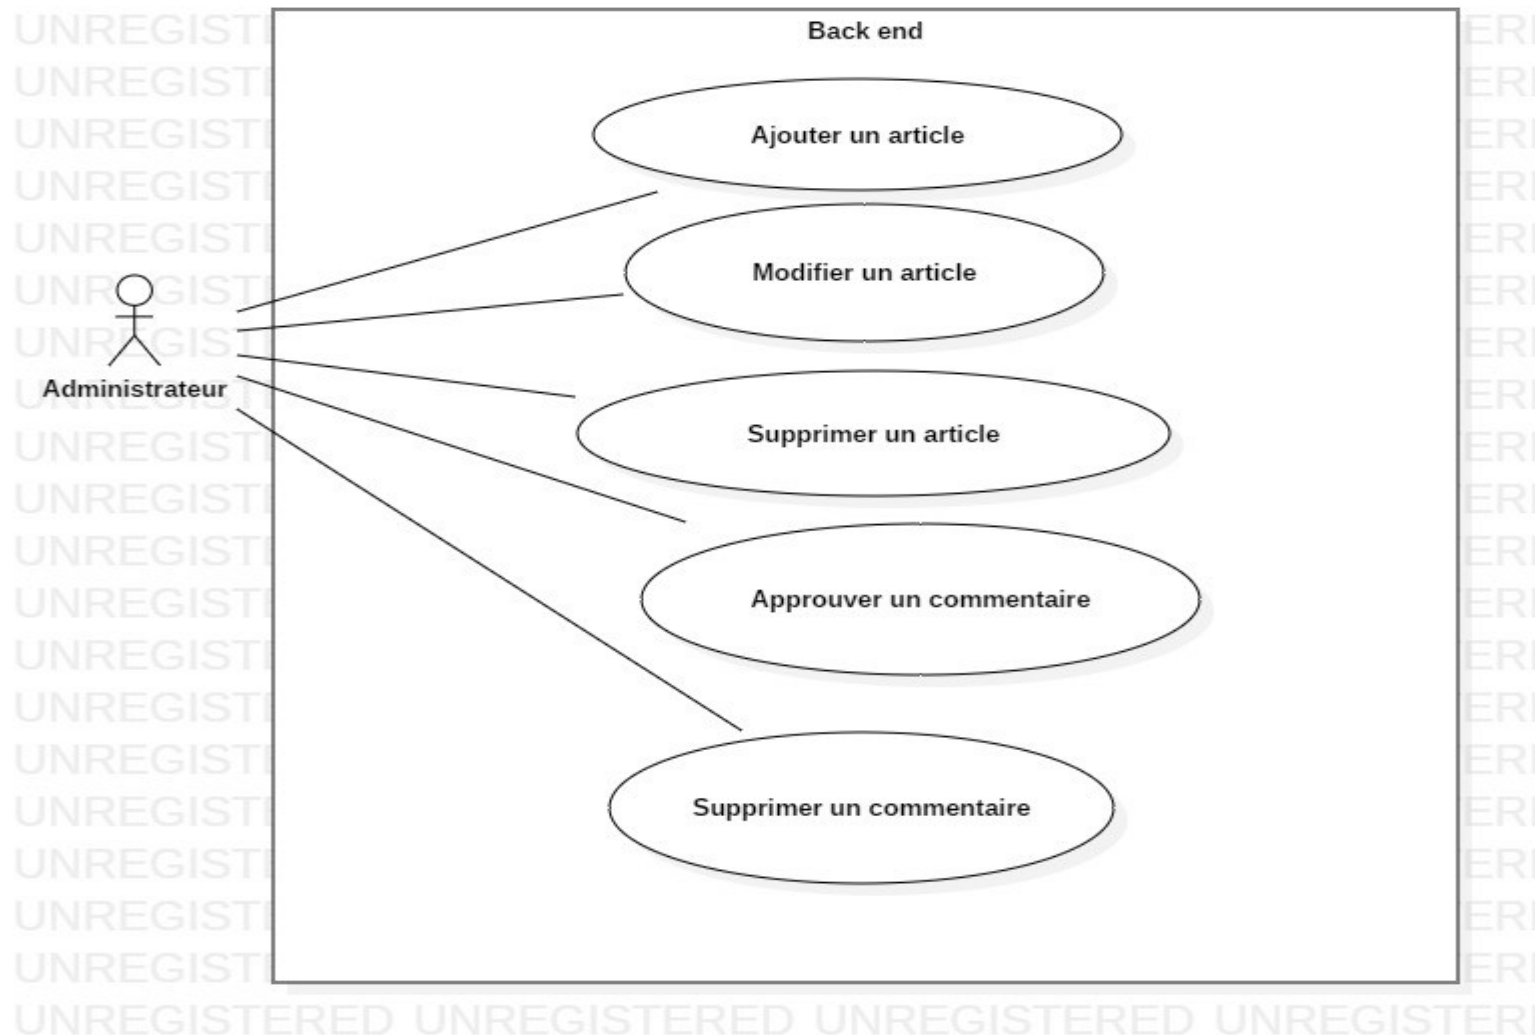 Back end
Ajouter un article
Modifier un article
Supprimer un article
Administrateur
Approuver un commentaire
Supprimer un commentaire
UNREGISTERED UNREGISTERED UNREGISTERED